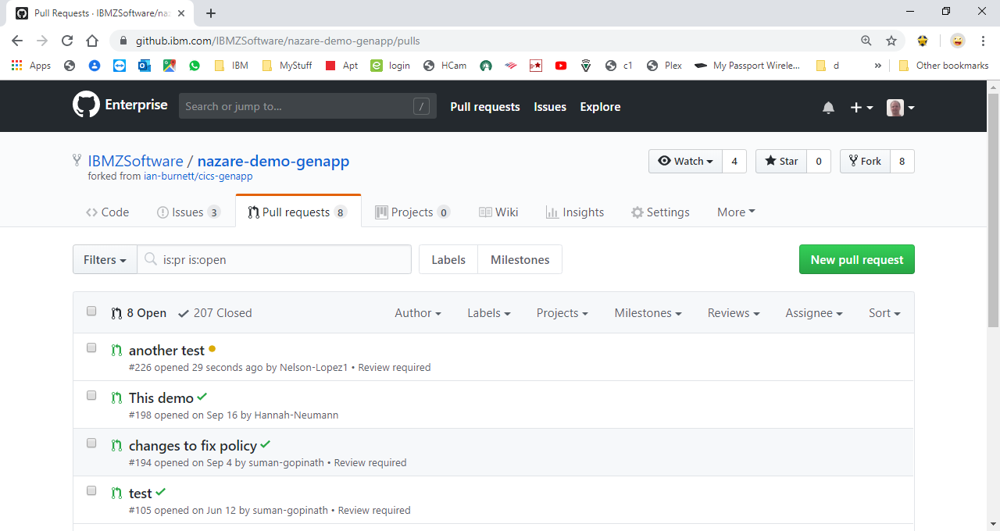 Pull Requests · IBMZSoftware/naz
github.ibm.com/IBMZSoftware/nazare-demo-genapp/pulls
Apps IBM MyStuff Apt login HCam c1 Plex My Passport Wirele... d » Other bookmarks
Enterprise Search or jump to... / Pull requests Issues Explore
IBMZSoftware / nazare-demo-genapp Watch 4 Star 0 Fork 8
forked from ian-burnett/cics-genapp
Code Issues 3 Pull requests 8 Projects 0 Wiki Insights Settings More
Filters is:pr is:open Labels Milestones New pull request
8 Open 207 Closed Author Labels Projects Milestones Reviews Assignee Sort
another test
#226 opened 29 seconds ago by Nelson-Lopez1 • Review required
This demo
#198 opened on Sep 16 by Hannah-Neumann
changes to fix policy
#194 opened on Sep 4 by suman-gopinath • Review required
test
#105 opened on Jun 12 by suman-gopinath • Review required